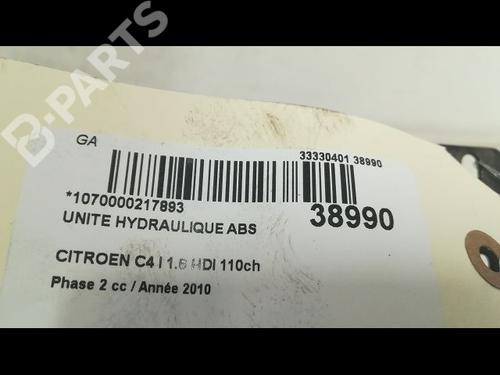 B-PARTS
GA
33330401 38990
*1070000217893
38990
UNITE HYDRAULIQUE ABS
CITROEN C4 I 1.6 HDI 110ch
Phase 2 cc / Année 2010